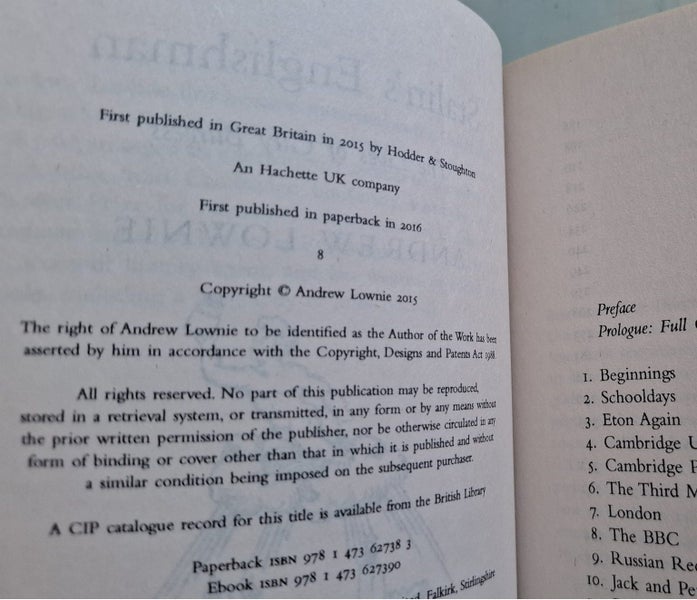 First published in Great Britain in 2015 by Hodder & Stoughton
An Hachette UK company
First published in paperback in 2016
8
Copyright © Andrew Lownie 2015
The right of Andrew Lownie to be identified as the Author of the Work has been
asserted by him in accordance with the Copyright, Designs and Patents Act 1988.
All rights reserved. No part of this publication may be reproduced,
stored in a retrieval system, or transmitted, in any form or by any means without
the prior written permission of the publisher, nor be otherwise circulated in any
form of binding or cover other than that in which it is published and without
a similar condition being imposed on the subsequent purchaser.
A CIP catalogue record for this title is available from the British Library
Paperback ISBN 978 1 473 62738 3
Ebook ISBN 978 1 473 627390
Falkirk, Stirlingshire
Preface
Prologue: Full
1. Beginnings
2. Schooldays
3. Eton Again
4. Cambridge
5. Cambridge
6. The Third
7. London
8. The BBC
9. Russian
10. Jack and